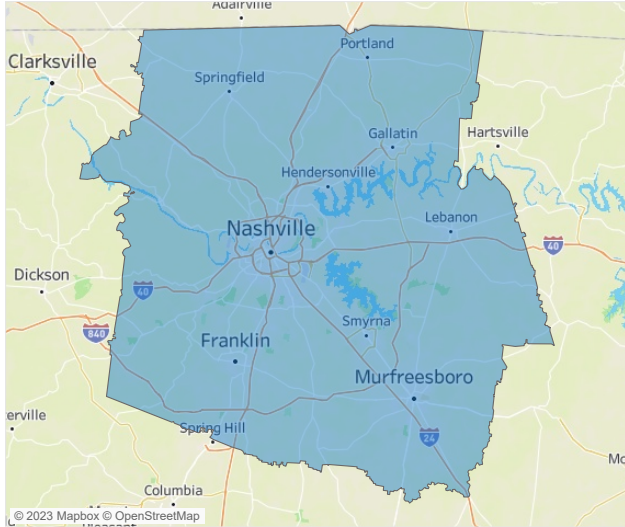 Adairville
Portland
Clarksville
Springfield
Gallatin
Hartsville
Hendersonville
Lebanon
Nashville
40
Dickson
40
Smyrna
840
Franklin
Murfreesboro
erville
Spring Hill
24
Mo
Columbia
© 2023 Mapbox © OpenStreetMap